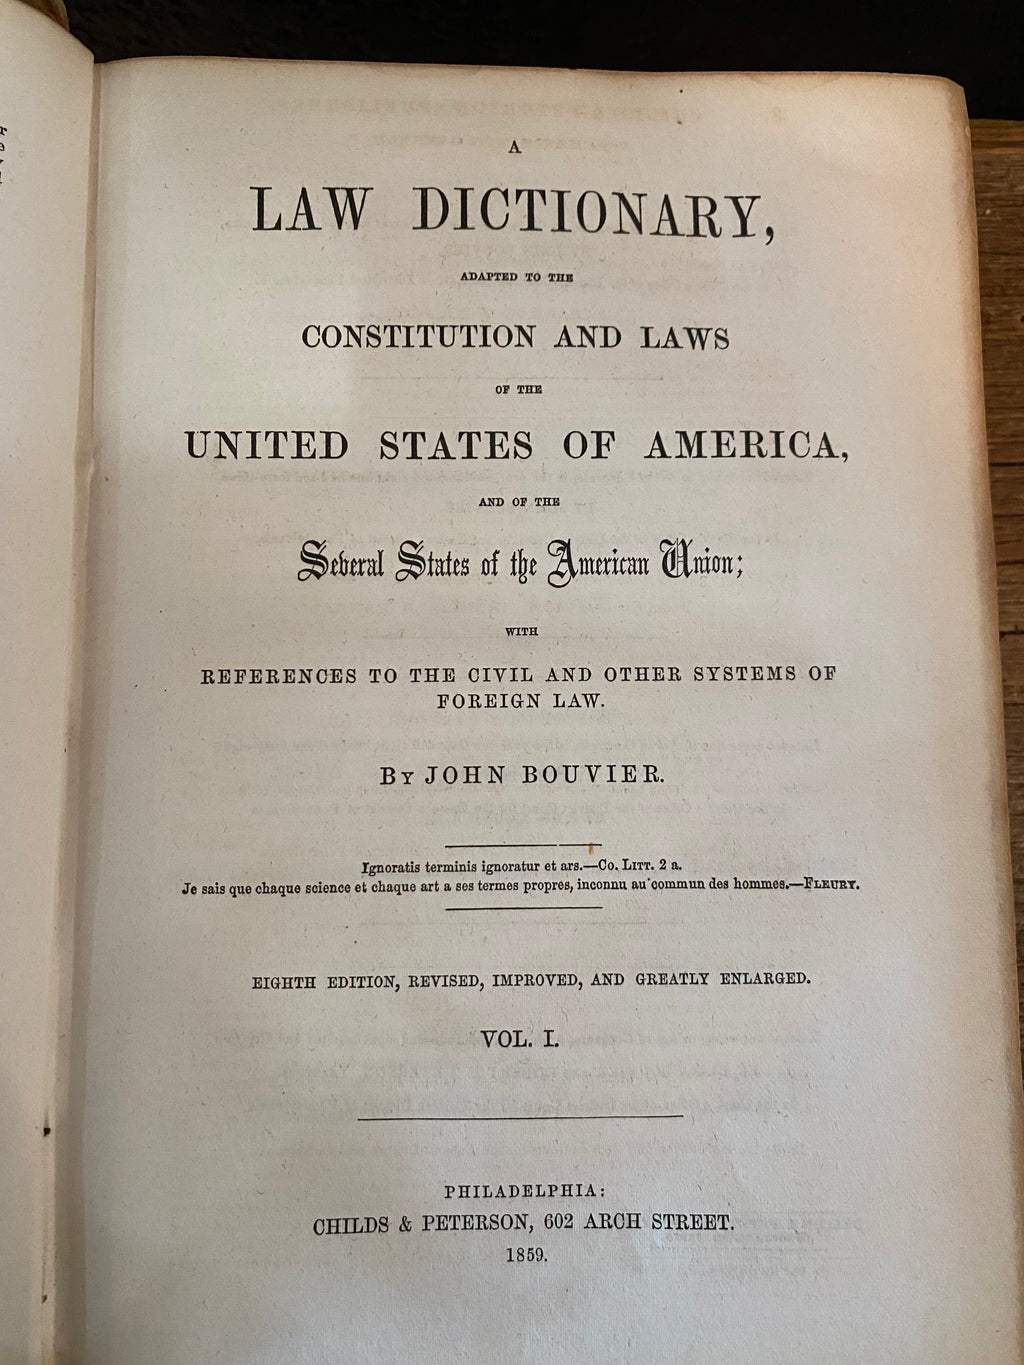 A
LAW DICTIONARY,
ADAPTED TO THE
CONSTITUTION AND LAWS
OF THE
UNITED STATES OF AMERICA,
AND OF THE
Several States of the American Union;
WITH
REFERENCES TO THE CIVIL AND OTHER SYSTEMS OF
FOREIGN LAW.
BY JOHN BOUVIER.
Ignoratis terminis ignoratur et ars.—Co. LITT. 2 a.
Je sais que chaque science et chaque art a ses termes propres, inconnu au commun des hommes.—FLEURY.
EIGHTH EDITION, REVISED, IMPROVED, AND GREATLY ENLARGED.
VOL. I.
PHILADELPHIA:
CHILDS & PETERSON, 602 ARCH STREET.
1859.